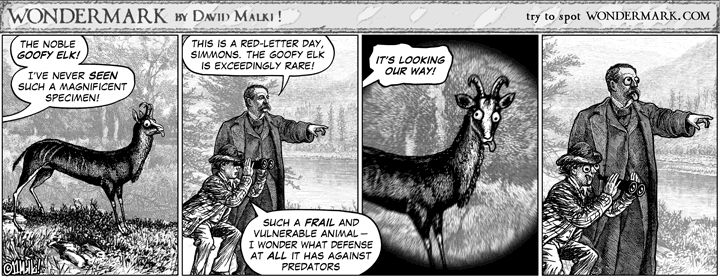 WONDERMARK BY DAVID MALKI !
try to spot WONDERMARK.COM
THE NOBLE
GOOFY ELK!
I'VE NEVER SEEN
SUCH A MAGNIFICENT
SPECIMEN!
THIS IS A RED-LETTER DAY,
SIMMONS. THE GOOFY ELK
IS EXCEEDINGLY RARE!
SUCH A FRAIL AND
VULNERABLE ANIMAL—
I WONDER WHAT DEFENSE
AT ALL IT HAS AGAINST
PREDATORS
IT'S LOOKING
OUR WAY!